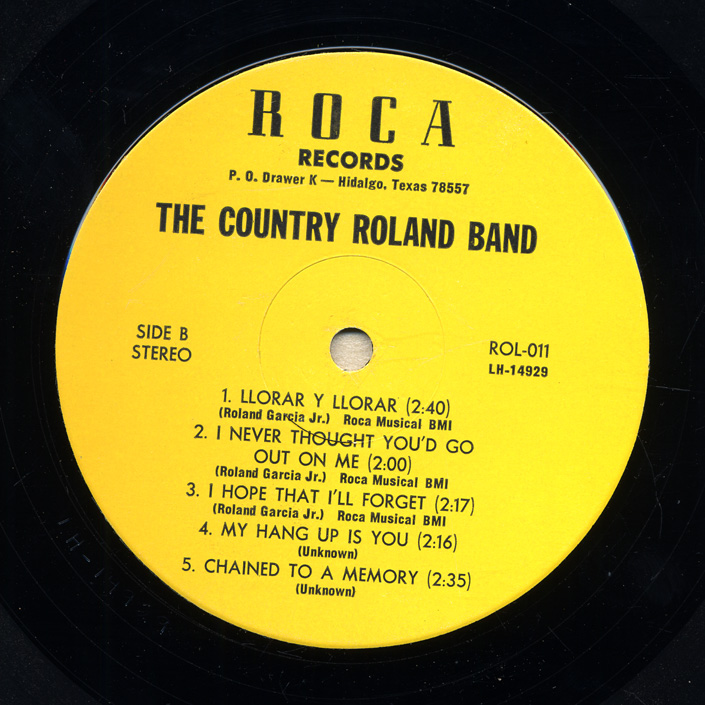 ROCA
RECORDS
P. O. Drawer K — Hidalgo, Texas 78557
THE COUNTRY ROLAND BAND
SIDE B
STEREO
ROL-011
LH-14929
1. LLORAR Y LLORAR (2:40)
(Roland Garcia Jr.) Roca Musical BMI
2. I NEVER THOUGHT YOU'D GO
OUT ON ME (2:00)
(Roland Garcia Jr.) Roca Musical BMI
3. I HOPE THAT I'LL FORGET (2:17)
(Roland Garcia Jr.) Roca Musical BMI
4. MY HANG UP IS YOU (2:16)
(Unknown)
5. CHAINED TO A MEMORY (2:35)
(Unknown)